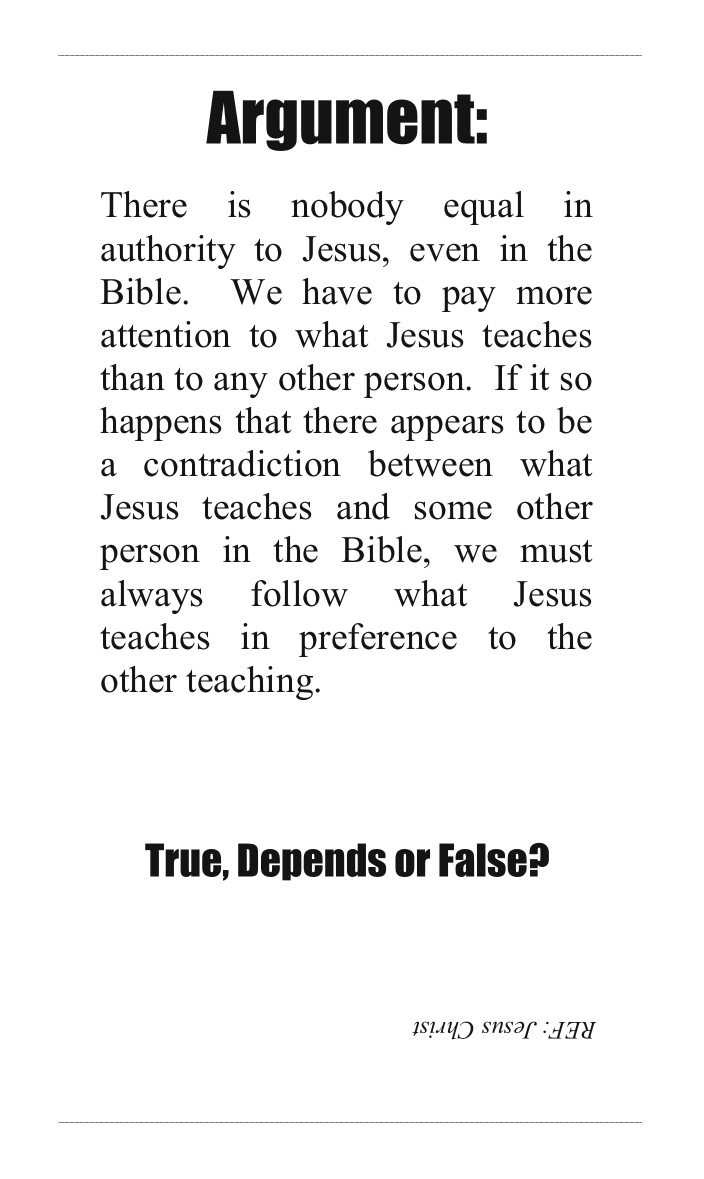 Argument:
There is nobody equal in
authority to Jesus, even in the
Bible.  We have to pay more
attention to what Jesus teaches
than to any other person.  If it so
happens that there appears to be
a contradiction between what
Jesus teaches and some other
person in the Bible, we must
always follow what Jesus
teaches in preference to the
other teaching.
True, Depends or False?
REF: Jesus Christ